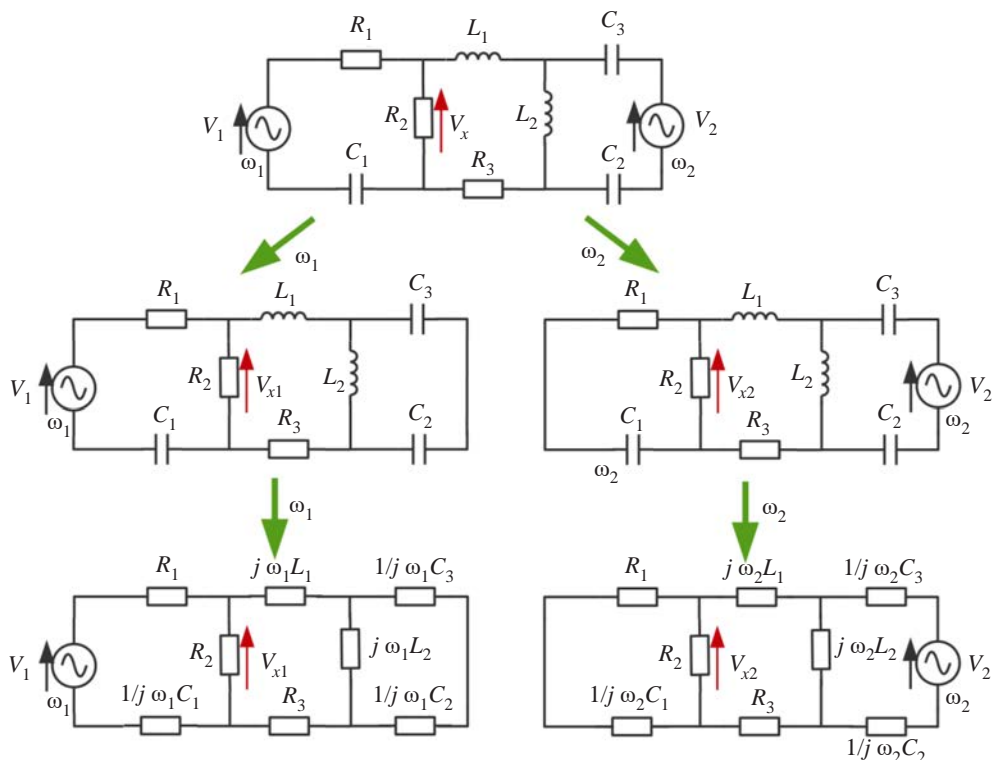 R₁ L₁ C₃
V₁ ω₁ R₂ Vₓ L₂ V₂ ω₂
C₁ R₃ C₂
ω₁ ω₂
R₁ L₁ C₃
V₁ ω₁ R₂ Vₓ₁ L₂
C₁ R₃ C₂
R₁ L₁ C₃
R₂ Vₓ₂ L₂ V₂ ω₂
C₁ R₃ C₂
ω₂
ω₁ ω₂
R₁ j ω₁L₁ 1/j ω₁C₃
V₁ ω₁ R₂ Vₓ₁ j ω₁L₂
1/j ω₁C₁ R₃ 1/j ω₁C₂
R₁ j ω₂L₁ 1/j ω₂C₃
R₂ Vₓ₂ j ω₂L₂ V₂ ω₂
1/j ω₂C₁ R₃
1/j ω₂C₂